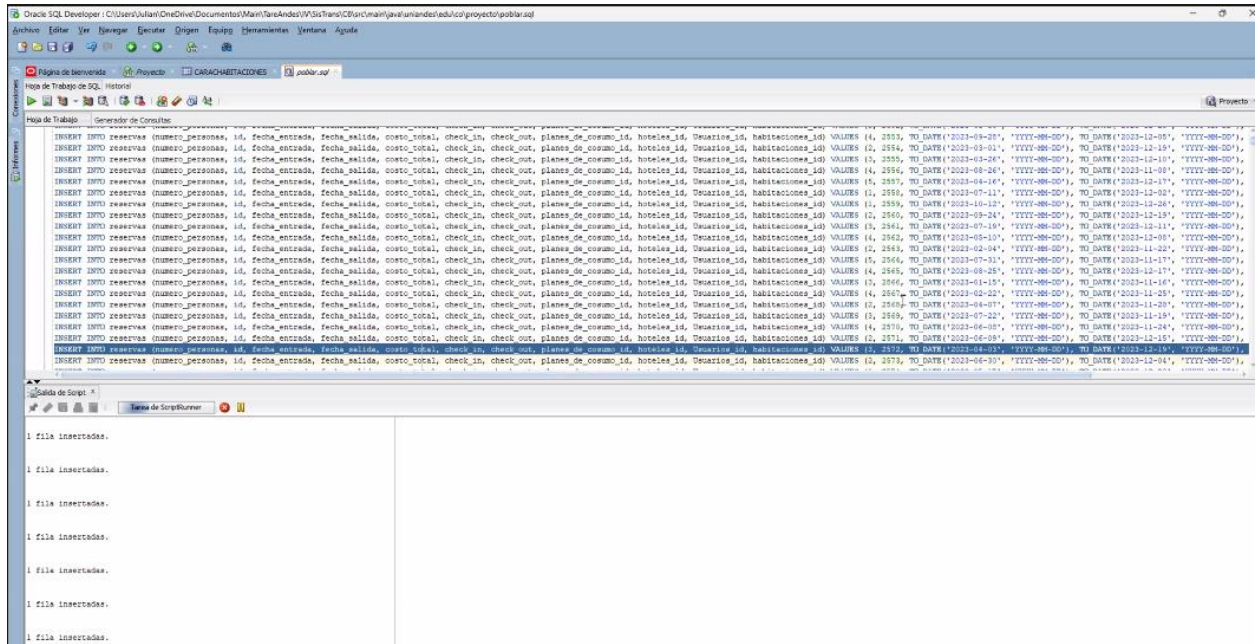 Oracle SQL Developer : C:\Users\Julian\OneDrive\Documentos\Main\TareAndes\IV\SisTrans\CB\src\main\java\uniandes\edu\co\proyecto\poblar.sql
Archivo Editar Ver Navegar Ejecutar Origen Equipo Herramientas Ventana Ayuda
Página de bienvenida Proyecto CARACHABITACIONES poblar.sql
Hoja de Trabajo de SQL Historial
Proyecto
Hoja de Trabajo Generador de Consultas
INSERT INTO reservas (numero_personas, id, fecha_entrada, fecha_salida, costo_total, check_in, check_out, planes_de_cosumo_id, hoteles_id, Usuarios_id, habitaciones_id) VALUES (4, 2553, TO_DATE('2023-09-28', 'YYYY-MM-DD'), TO_DATE('2023-12-05', 'YYYY-MM-DD'),
INSERT INTO reservas (numero_personas, id, fecha_entrada, fecha_salida, costo_total, check_in, check_out, planes_de_cosumo_id, hoteles_id, Usuarios_id, habitaciones_id) VALUES (2, 2554, TO_DATE('2023-03-01', 'YYYY-MM-DD'), TO_DATE('2023-12-19', 'YYYY-MM-DD'),
INSERT INTO reservas (numero_personas, id, fecha_entrada, fecha_salida, costo_total, check_in, check_out, planes_de_cosumo_id, hoteles_id, Usuarios_id, habitaciones_id) VALUES (3, 2555, TO_DATE('2023-03-26', 'YYYY-MM-DD'), TO_DATE('2023-12-10', 'YYYY-MM-DD'),
INSERT INTO reservas (numero_personas, id, fecha_entrada, fecha_salida, costo_total, check_in, check_out, planes_de_cosumo_id, hoteles_id, Usuarios_id, habitaciones_id) VALUES (4, 2556, TO_DATE('2023-08-26', 'YYYY-MM-DD'), TO_DATE('2023-11-08', 'YYYY-MM-DD'),
INSERT INTO reservas (numero_personas, id, fecha_entrada, fecha_salida, costo_total, check_in, check_out, planes_de_cosumo_id, hoteles_id, Usuarios_id, habitaciones_id) VALUES (5, 2557, TO_DATE('2023-06-16', 'YYYY-MM-DD'), TO_DATE('2023-12-17', 'YYYY-MM-DD'),
INSERT INTO reservas (numero_personas, id, fecha_entrada, fecha_salida, costo_total, check_in, check_out, planes_de_cosumo_id, hoteles_id, Usuarios_id, habitaciones_id) VALUES (1, 2558, TO_DATE('2023-07-11', 'YYYY-MM-DD'), TO_DATE('2023-12-02', 'YYYY-MM-DD'),
INSERT INTO reservas (numero_personas, id, fecha_entrada, fecha_salida, costo_total, check_in, check_out, planes_de_cosumo_id, hoteles_id, Usuarios_id, habitaciones_id) VALUES (1, 2559, TO_DATE('2023-10-12', 'YYYY-MM-DD'), TO_DATE('2023-12-26', 'YYYY-MM-DD'),
INSERT INTO reservas (numero_personas, id, fecha_entrada, fecha_salida, costo_total, check_in, check_out, planes_de_cosumo_id, hoteles_id, Usuarios_id, habitaciones_id) VALUES (2, 2560, TO_DATE('2023-09-24', 'YYYY-MM-DD'), TO_DATE('2023-12-19', 'YYYY-MM-DD'),
INSERT INTO reservas (numero_personas, id, fecha_entrada, fecha_salida, costo_total, check_in, check_out, planes_de_cosumo_id, hoteles_id, Usuarios_id, habitaciones_id) VALUES (3, 2561, TO_DATE('2023-07-19', 'YYYY-MM-DD'), TO_DATE('2023-12-11', 'YYYY-MM-DD'),
INSERT INTO reservas (numero_personas, id, fecha_entrada, fecha_salida, costo_total, check_in, check_out, planes_de_cosumo_id, hoteles_id, Usuarios_id, habitaciones_id) VALUES (4, 2562, TO_DATE('2023-05-10', 'YYYY-MM-DD'), TO_DATE('2023-12-08', 'YYYY-MM-DD'),
INSERT INTO reservas (numero_personas, id, fecha_entrada, fecha_salida, costo_total, check_in, check_out, planes_de_cosumo_id, hoteles_id, Usuarios_id, habitaciones_id) VALUES (2, 2563, TO_DATE('2023-02-04', 'YYYY-MM-DD'), TO_DATE('2023-11-22', 'YYYY-MM-DD'),
INSERT INTO reservas (numero_personas, id, fecha_entrada, fecha_salida, costo_total, check_in, check_out, planes_de_cosumo_id, hoteles_id, Usuarios_id, habitaciones_id) VALUES (5, 2564, TO_DATE('2023-07-31', 'YYYY-MM-DD'), TO_DATE('2023-11-17', 'YYYY-MM-DD'),
INSERT INTO reservas (numero_personas, id, fecha_entrada, fecha_salida, costo_total, check_in, check_out, planes_de_cosumo_id, hoteles_id, Usuarios_id, habitaciones_id) VALUES (4, 2565, TO_DATE('2023-08-25', 'YYYY-MM-DD'), TO_DATE('2023-12-17', 'YYYY-MM-DD'),
INSERT INTO reservas (numero_personas, id, fecha_entrada, fecha_salida, costo_total, check_in, check_out, planes_de_cosumo_id, hoteles_id, Usuarios_id, habitaciones_id) VALUES (3, 2566, TO_DATE('2023-01-15', 'YYYY-MM-DD'), TO_DATE('2023-11-16', 'YYYY-MM-DD'),
INSERT INTO reservas (numero_personas, id, fecha_entrada, fecha_salida, costo_total, check_in, check_out, planes_de_cosumo_id, hoteles_id, Usuarios_id, habitaciones_id) VALUES (4, 2567, TO_DATE('2023-02-22', 'YYYY-MM-DD'), TO_DATE('2023-11-25', 'YYYY-MM-DD'),
INSERT INTO reservas (numero_personas, id, fecha_entrada, fecha_salida, costo_total, check_in, check_out, planes_de_cosumo_id, hoteles_id, Usuarios_id, habitaciones_id) VALUES (2, 2568, TO_DATE('2023-04-07', 'YYYY-MM-DD'), TO_DATE('2023-11-28', 'YYYY-MM-DD'),
INSERT INTO reservas (numero_personas, id, fecha_entrada, fecha_salida, costo_total, check_in, check_out, planes_de_cosumo_id, hoteles_id, Usuarios_id, habitaciones_id) VALUES (3, 2569, TO_DATE('2023-07-22', 'YYYY-MM-DD'), TO_DATE('2023-11-19', 'YYYY-MM-DD'),
INSERT INTO reservas (numero_personas, id, fecha_entrada, fecha_salida, costo_total, check_in, check_out, planes_de_cosumo_id, hoteles_id, Usuarios_id, habitaciones_id) VALUES (4, 2570, TO_DATE('2023-06-05', 'YYYY-MM-DD'), TO_DATE('2023-11-24', 'YYYY-MM-DD'),
INSERT INTO reservas (numero_personas, id, fecha_entrada, fecha_salida, costo_total, check_in, check_out, planes_de_cosumo_id, hoteles_id, Usuarios_id, habitaciones_id) VALUES (2, 2571, TO_DATE('2023-06-09', 'YYYY-MM-DD'), TO_DATE('2023-12-15', 'YYYY-MM-DD'),
INSERT INTO reservas (numero_personas, id, fecha_entrada, fecha_salida, costo_total, check_in, check_out, planes_de_cosumo_id, hoteles_id, Usuarios_id, habitaciones_id) VALUES (3, 2572, TO_DATE('2023-06-03', 'YYYY-MM-DD'), TO_DATE('2023-12-19', 'YYYY-MM-DD'),
INSERT INTO reservas (numero_personas, id, fecha_entrada, fecha_salida, costo_total, check_in, check_out, planes_de_cosumo_id, hoteles_id, Usuarios_id, habitaciones_id) VALUES (2, 2573, TO_DATE('2023-06-30', 'YYYY-MM-DD'), TO_DATE('2023-12-04', 'YYYY-MM-DD'),
Salida de Script
Tarea de ScriptRunner
1 fila insertadas.
1 fila insertadas.
1 fila insertadas.
1 fila insertadas.
1 fila insertadas.
1 fila insertadas.
1 fila insertadas.
Conexiones
Informes